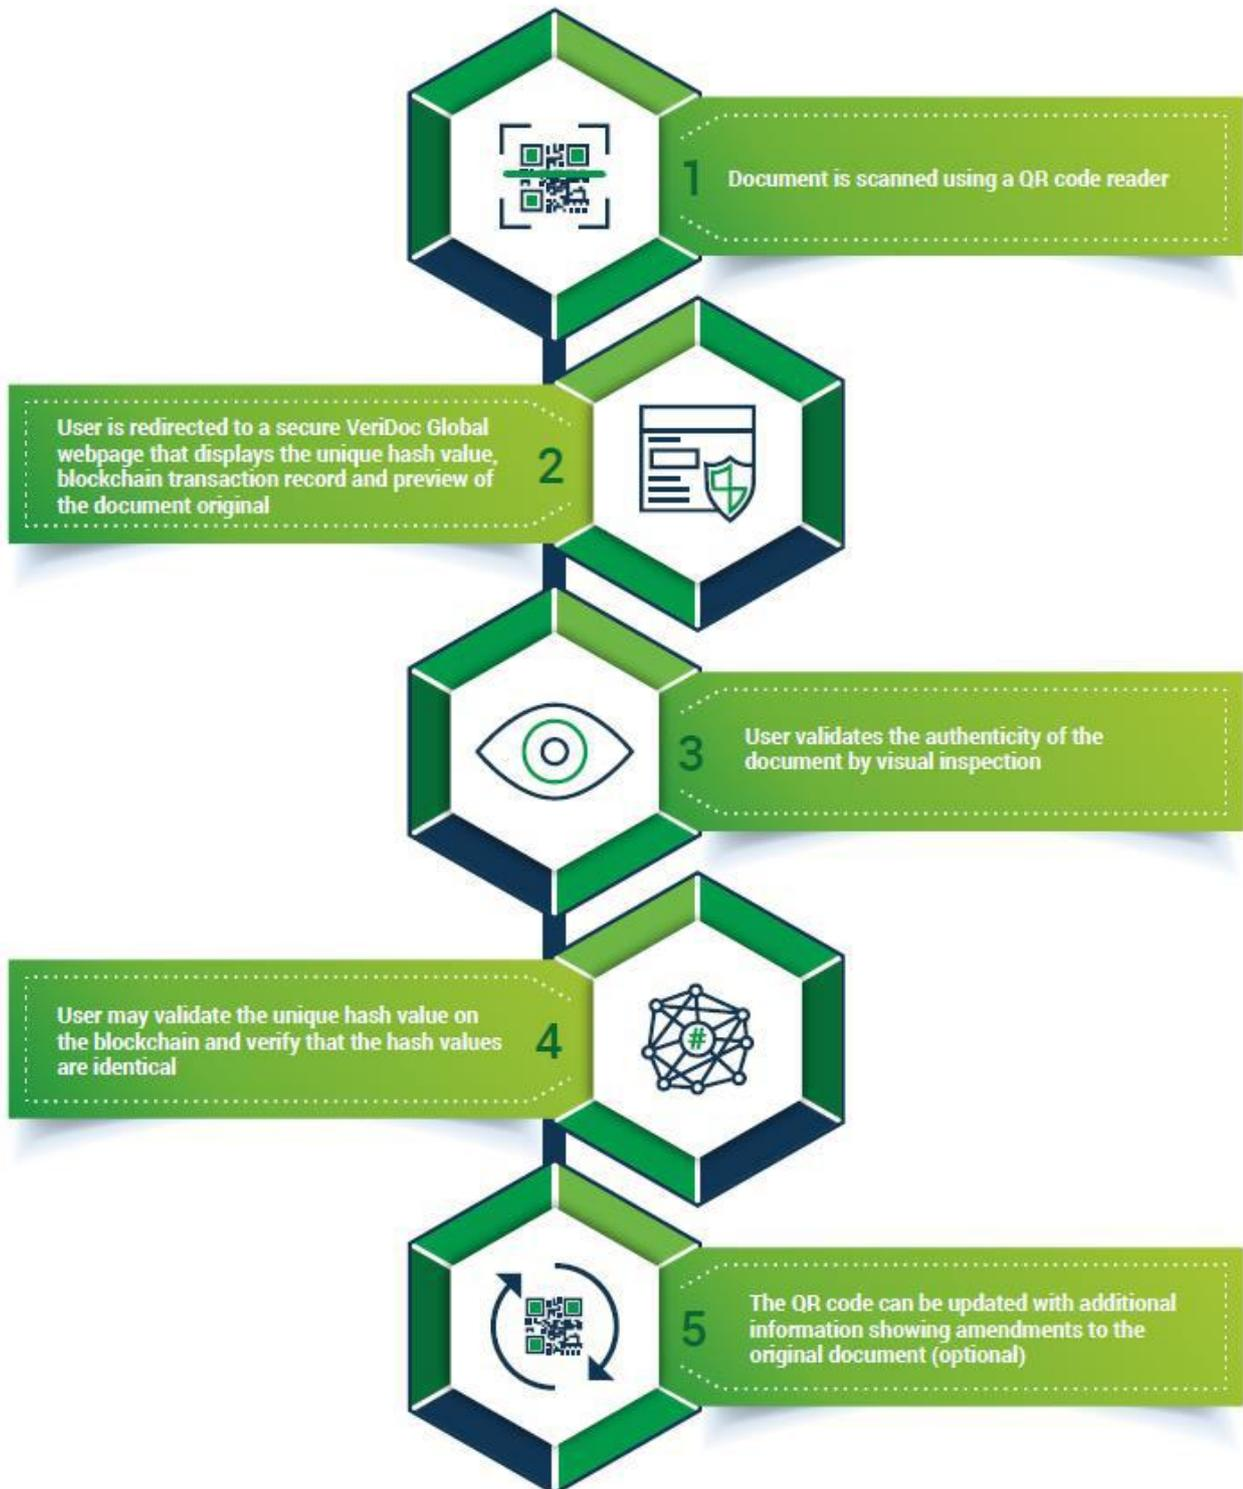 1
Document is scanned using a QR code reader
User is redirected to a secure VeriDoc Global
webpage that displays the unique hash value,
blockchain transaction record and preview of
the document original
2
3
User validates the authenticity of the
document by visual inspection
User may validate the unique hash value on
the blockchain and verify that the hash values
are identical
4
#
5
The QR code can be updated with additional
information showing amendments to the
original document (optional)